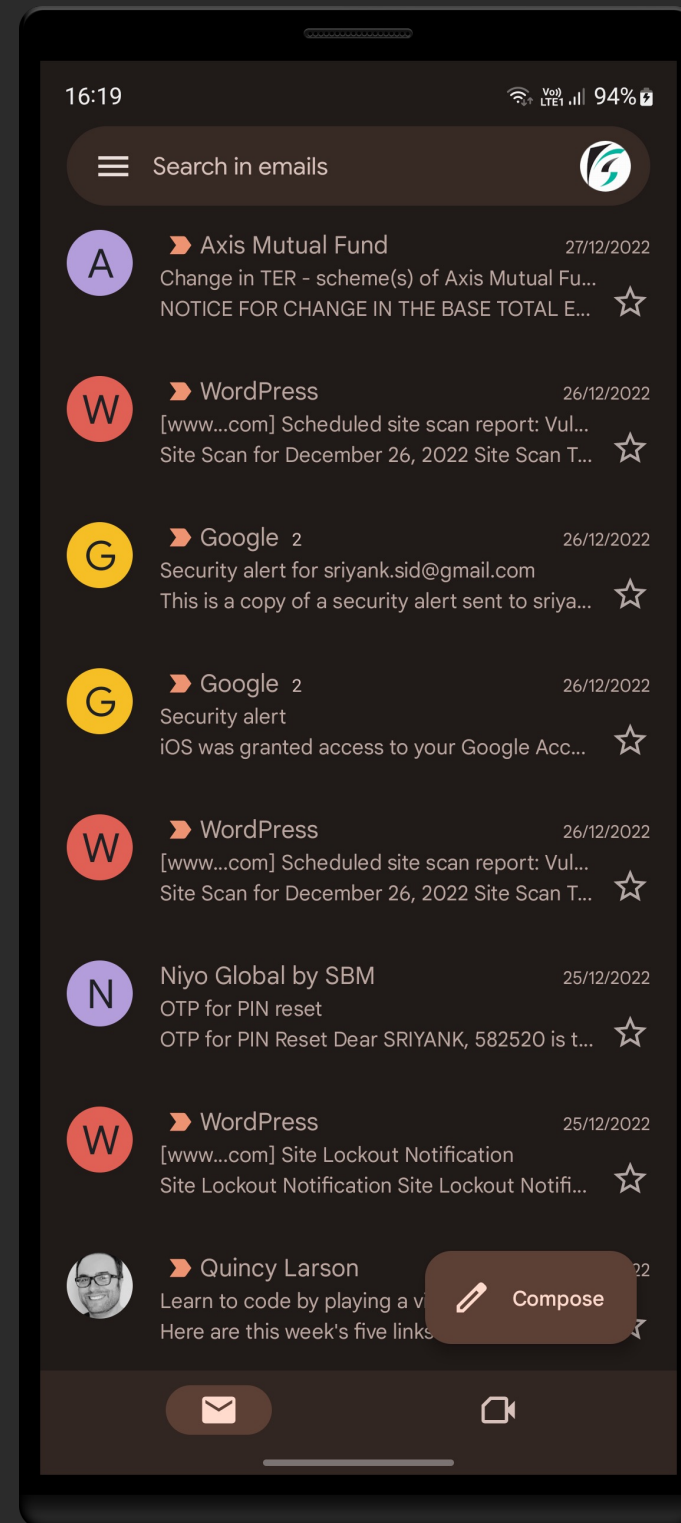 16:19
Vo)) LTE1 94%
Search in emails
A
Axis Mutual Fund 27/12/2022
Change in TER - scheme(s) of Axis Mutual Fu...
NOTICE FOR CHANGE IN THE BASE TOTAL E...
W
WordPress 26/12/2022
[www...com] Scheduled site scan report: Vul...
Site Scan for December 26, 2022 Site Scan T...
G
Google 2 26/12/2022
Security alert for sriyank.sid@gmail.com
This is a copy of a security alert sent to sriya...
G
Google 2 26/12/2022
Security alert
iOS was granted access to your Google Acc...
W
WordPress 26/12/2022
[www...com] Scheduled site scan report: Vul...
Site Scan for December 26, 2022 Site Scan T...
N
Niyo Global by SBM 25/12/2022
OTP for PIN reset
OTP for PIN Reset Dear SRIYANK, 582520 is t...
W
WordPress 25/12/2022
[www...com] Site Lockout Notification
Site Lockout Notification Site Lockout Notifi...
Quincy Larson 22
Learn to code by playing a vi
Here are this week's five links
Compose